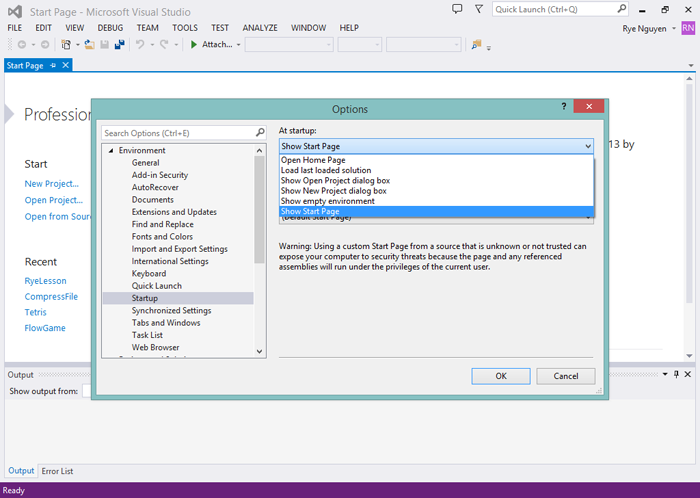 Start Page - Microsoft Visual Studio
Quick Launch (Ctrl+Q)
FILE EDIT VIEW DEBUG TEAM TOOLS TEST ANALYZE WINDOW HELP
Rye Nguyen RN
Attach...
Start Page
Profession
13 by
Start
New Project...
Open Project...
Open from Sour
Recent
RyeLesson
CompressFile
Tetris
FlowGame
Options
?
Search Options (Ctrl+E)
Environment
General
Add-in Security
AutoRecover
Documents
Extensions and Updates
Find and Replace
Fonts and Colors
Import and Export Settings
International Settings
Keyboard
Quick Launch
Startup
Synchronized Settings
Tabs and Windows
Task List
Web Browser
At startup:
Show Start Page
Open Home Page
Load last loaded solution
Show Open Project dialog box
Show New Project dialog box
Show empty environment
Show Start Page
(Default Start Page)
Warning: Using a custom Start Page from a source that is unknown or not trusted can
expose your computer to security threats because the page and any referenced
assemblies will run under the privileges of the current user.
OK Cancel
Output
Show output from:
Output Error List
Ready